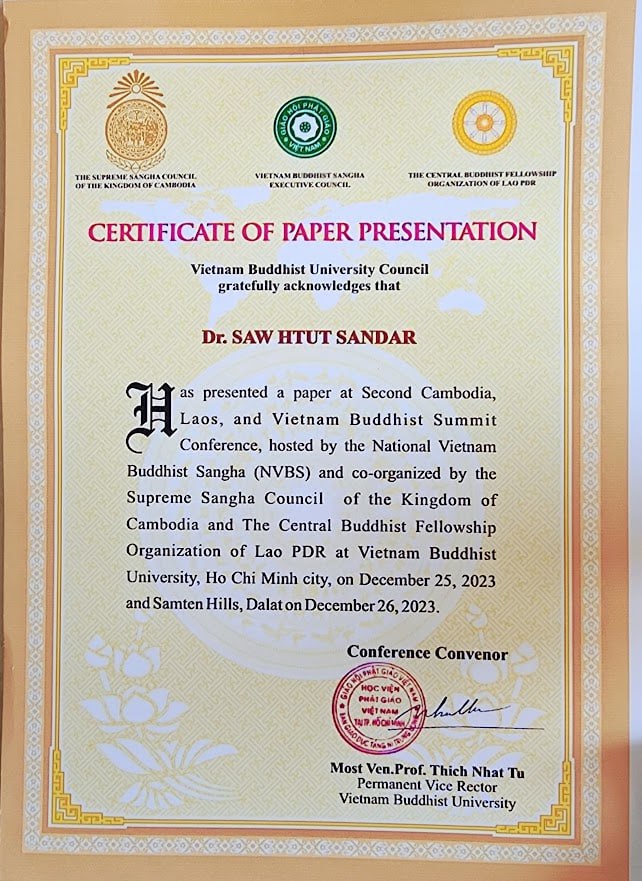 GIÁO HỘI PHẬT GIÁO
VIỆT NAM
THE SUPREME SANGHA COUNCIL
OF THE KINGDOM OF CAMBODIA
VIETNAM BUDDHIST SANGHA
EXECUTIVE COUNCIL
THE CENTRAL BUDDHIST FELLOWSHIP
ORGANIZATION OF LAO PDR
CERTIFICATE OF PAPER PRESENTATION
Vietnam Buddhist University Council
gratefully acknowledges that
Dr. SAW HTUT SANDAR
Has presented a paper at Second Cambodia,
Laos, and Vietnam Buddhist Summit
Conference, hosted by the National Vietnam
Buddhist Sangha (NVBS) and co-organized by the
Supreme Sangha Council of the Kingdom of
Cambodia and The Central Buddhist Fellowship
Organization of Lao PDR at Vietnam Buddhist
University, Ho Chi Minh city, on December 25, 2023
and Samten Hills, Dalat on December 26, 2023.
Conference Convenor
GIÁO HỘI PHẬT GIÁO VIỆT NAM
HỌC VIỆN
PHẬT GIÁO
VIỆT NAM
TẠI TP. HỒ CHÍ MINH
BAN GIÁO DỤC TĂNG NI TRUNG ƯƠNG
Most Ven.Prof. Thich Nhat Tu
Permanent Vice Rector
Vietnam Buddhist University